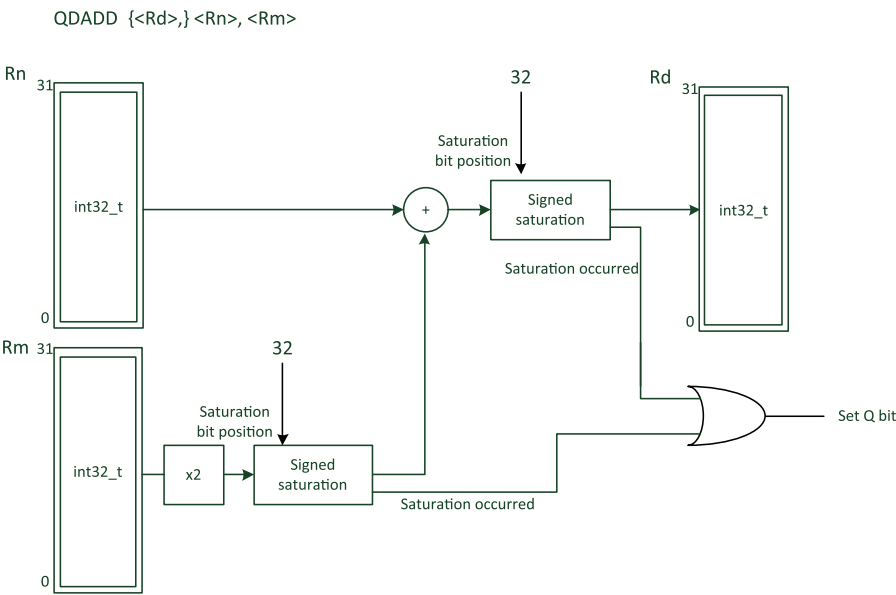 QDADD {<Rd>,} <Rn>, <Rm>
Rn
31
int32_t
0
32
Saturation
bit position
+
Signed
saturation
Saturation occurred
Rd
31
int32_t
0
Rm
31
int32_t
0
32
Saturation
bit position
x2
Signed
saturation
Saturation occurred
Set Q bit